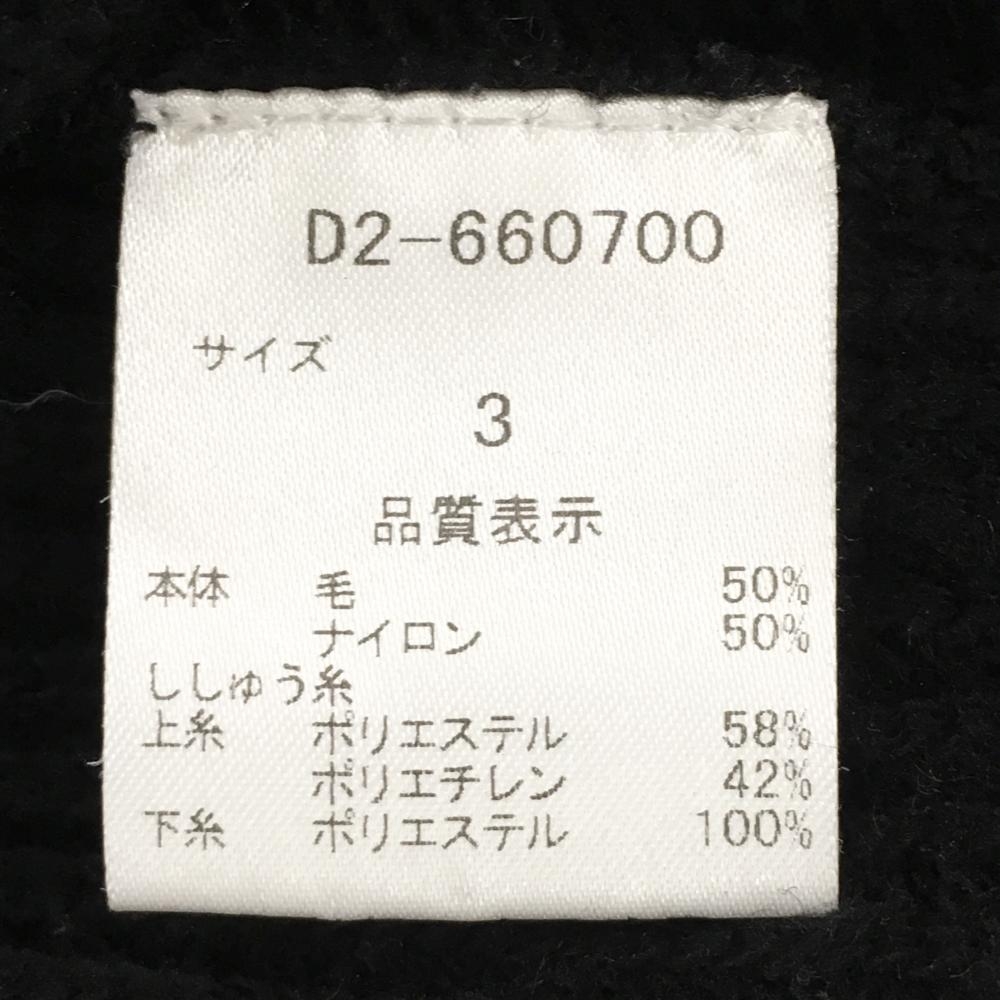 D2-660700
サイズ
3
品質表示
本体 毛 50%
ナイロン 50%
ししゅう糸
上糸 ポリエステル 58%
ポリエチレン 42%
下糸 ポリエステル 100%